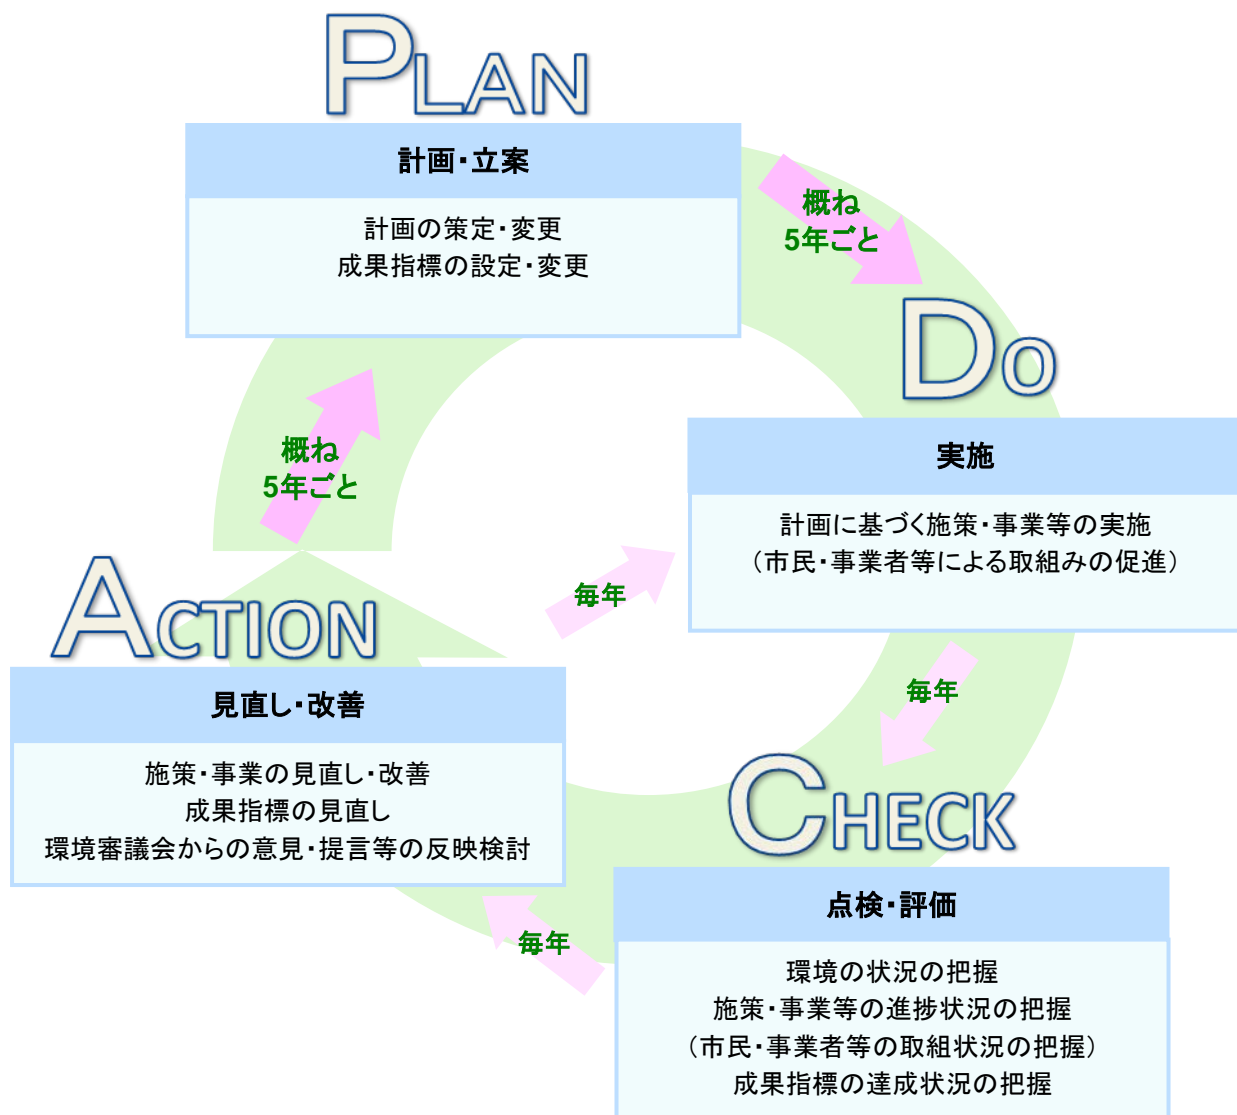 PLAN
計画・立案
計画の策定・変更
成果指標の設定・変更
概ね
5年ごと
DO
実施
計画に基づく施策・事業等の実施
（市民・事業者等による取組みの促進）
毎年
CHECK
点検・評価
環境の状況の把握
施策・事業等の進捗状況の把握
（市民・事業者等の取組状況の把握）
成果指標の達成状況の把握
毎年
ACTION
見直し・改善
施策・事業の見直し・改善
成果指標の見直し
環境審議会からの意見・提言等の反映検討
毎年
概ね
5年ごと